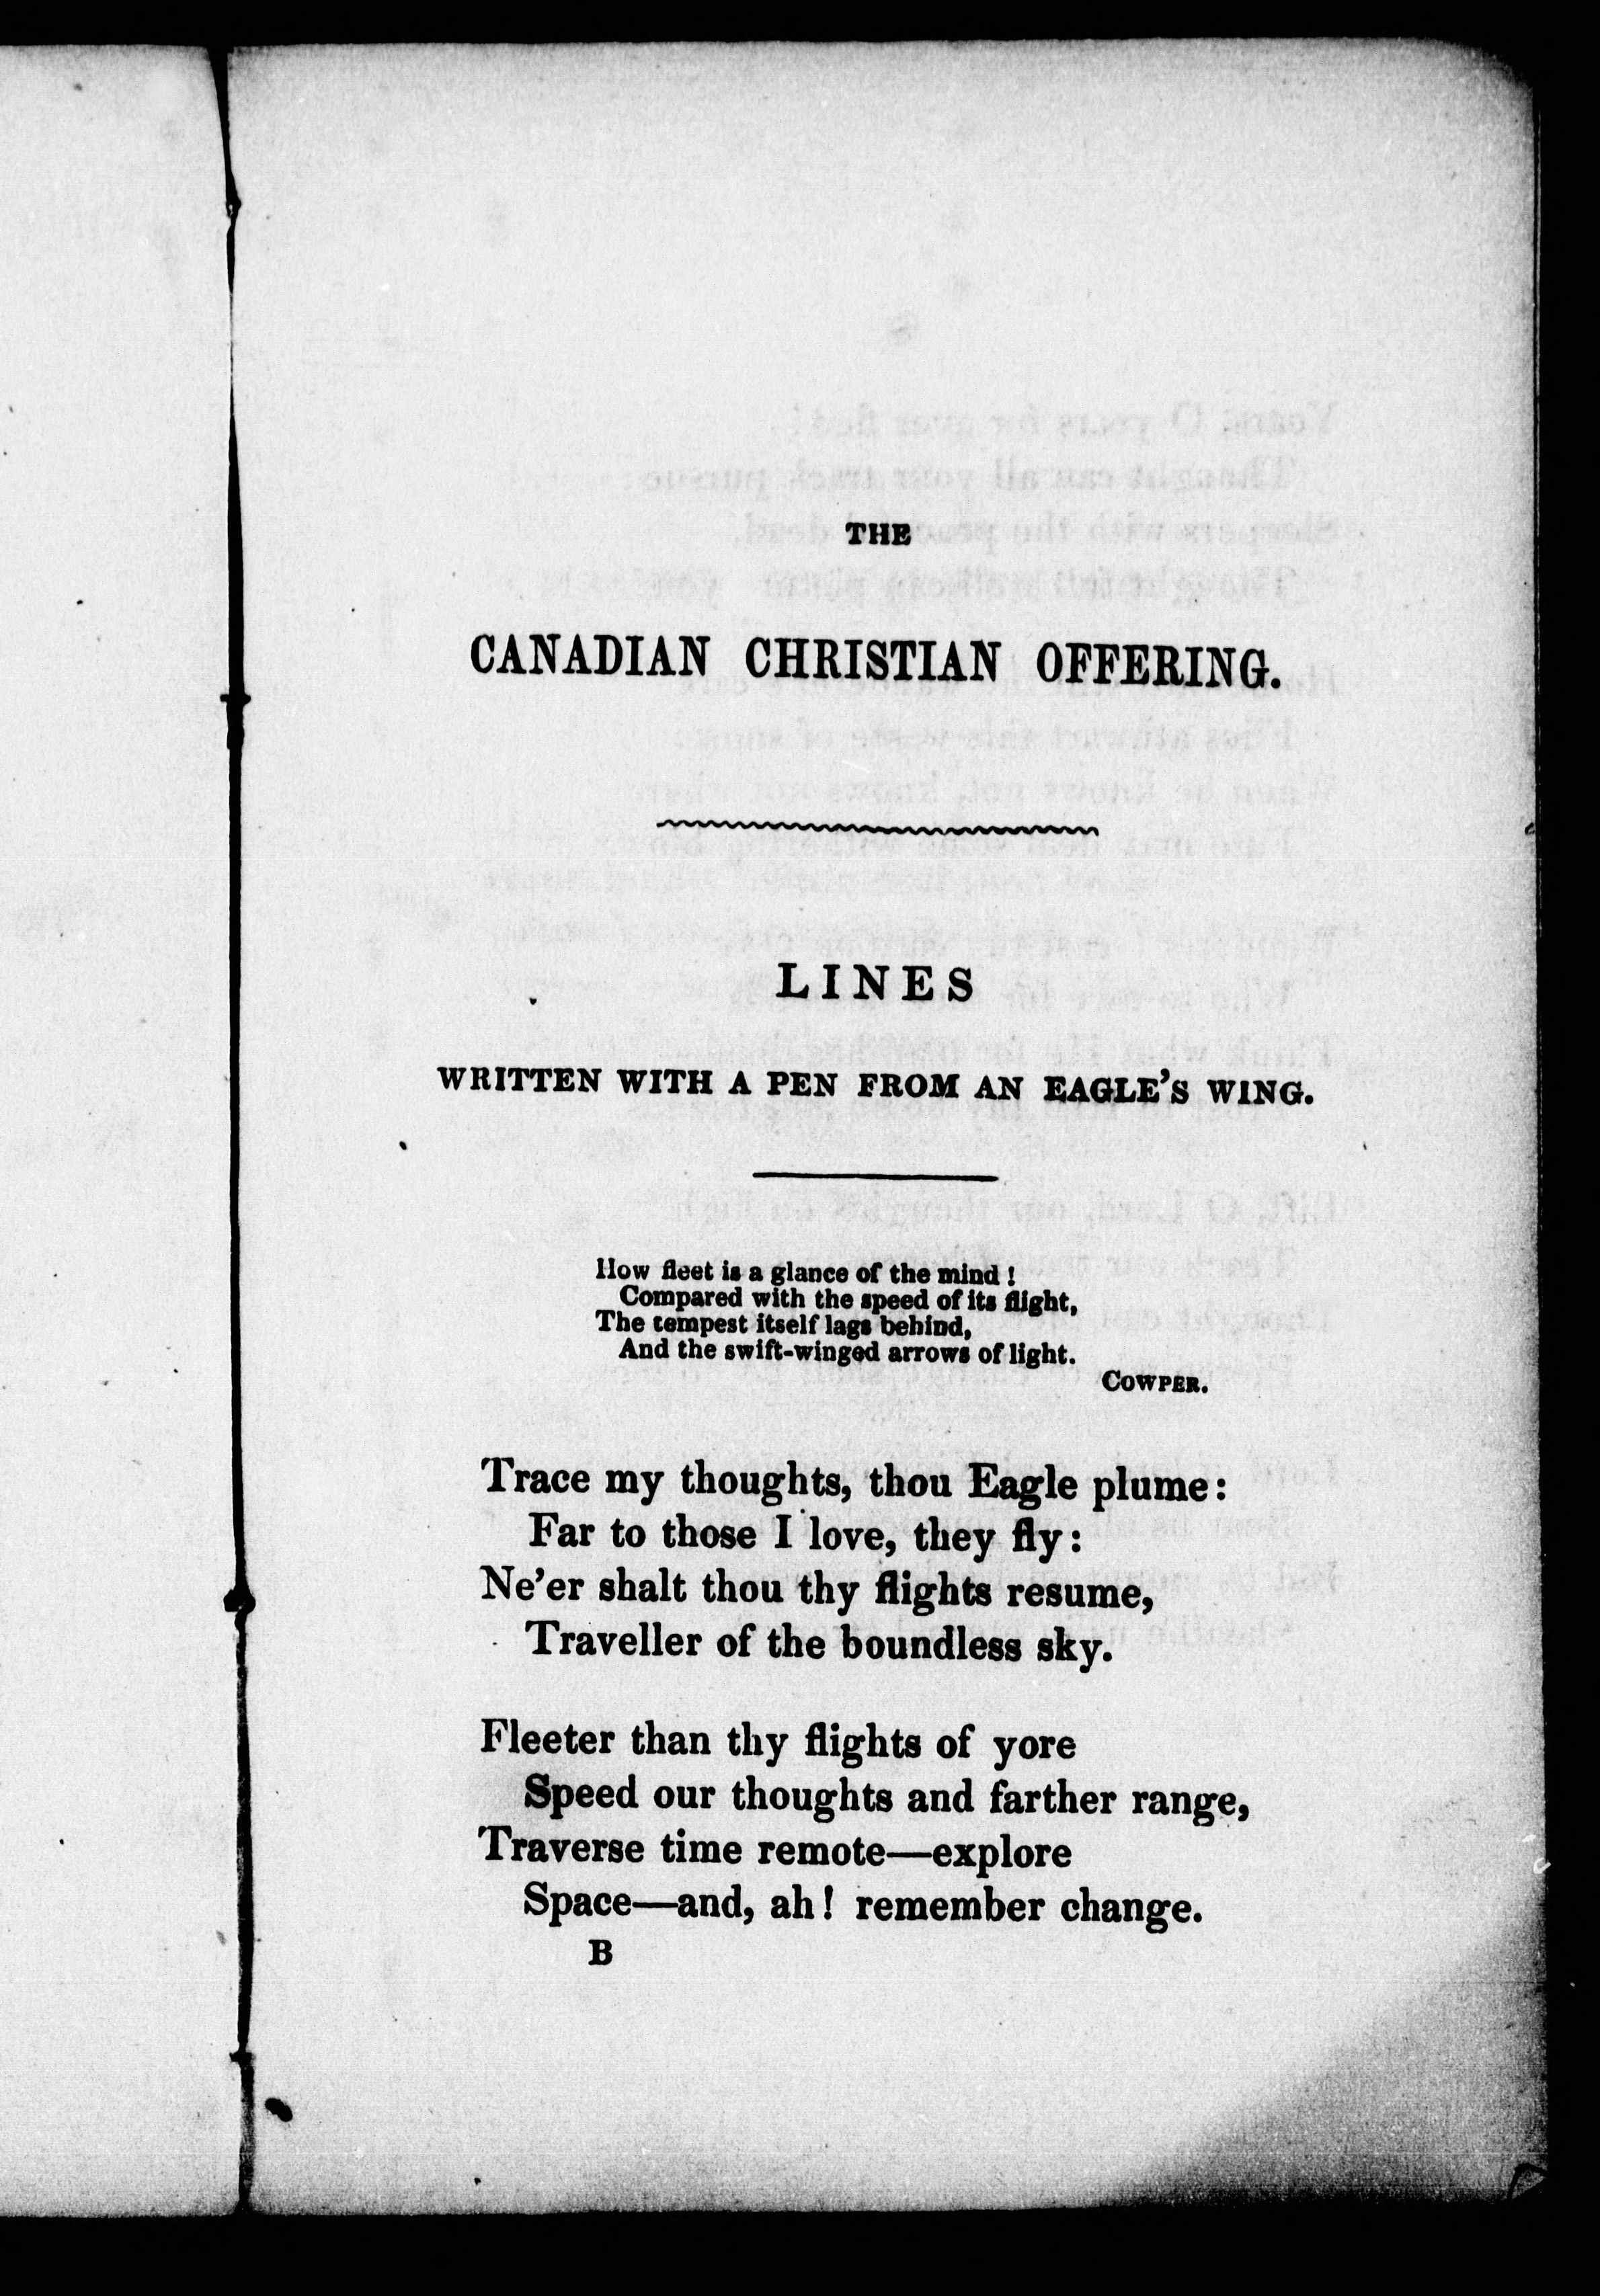 THE
CANADIAN CHRISTIAN OFFERING.
LINES
WRITTEN WITH A PEN FROM AN EAGLE'S WING.
How fleet is a glance of the mind!
Compared with the speed of its flight,
The tempest itself lags behind,
And the swift-winged arrows of light.
COWPER.
Trace my thoughts, thou Eagle plume:
Far to those I love, they fly:
Ne'er shalt thou thy flights resume,
Traveller of the boundless sky.
Fleeter than thy flights of yore
Speed our thoughts and farther range,
Traverse time remote—explore
Space—and, ah! remember change.
B